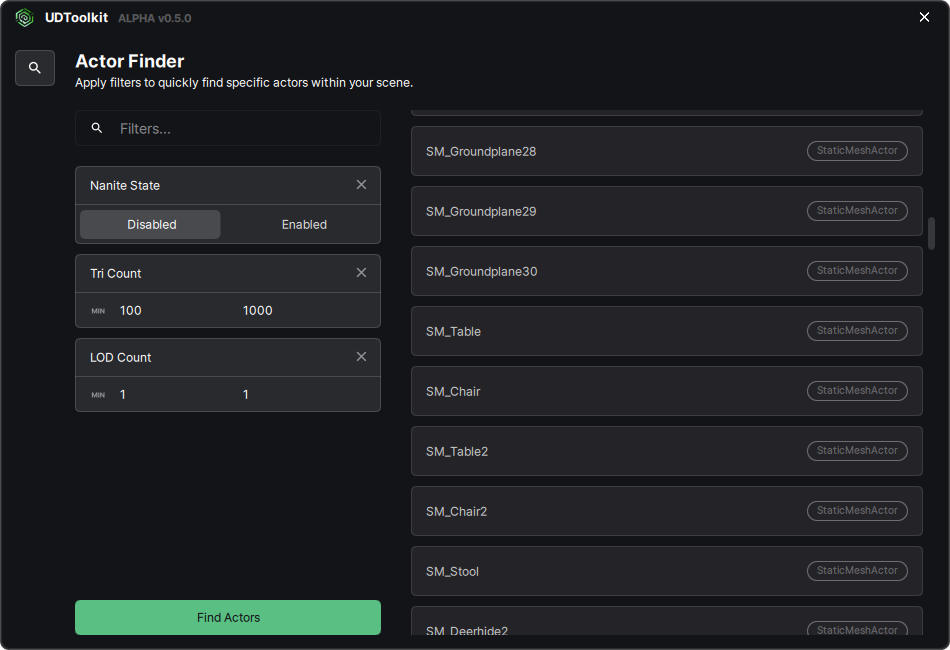 UDToolkit ALPHA v0.5.0
Actor Finder
Apply filters to quickly find specific actors within your scene.
Filters...
Nanite State
Disabled Enabled
Tri Count
MIN 100 1000
LOD Count
MIN 1 1
Find Actors
SM_Groundplane28 StaticMeshActor
SM_Groundplane29 StaticMeshActor
SM_Groundplane30 StaticMeshActor
SM_Table StaticMeshActor
SM_Chair StaticMeshActor
SM_Table2 StaticMeshActor
SM_Chair2 StaticMeshActor
SM_Stool StaticMeshActor
SM_Deerhide2 StaticMeshActor